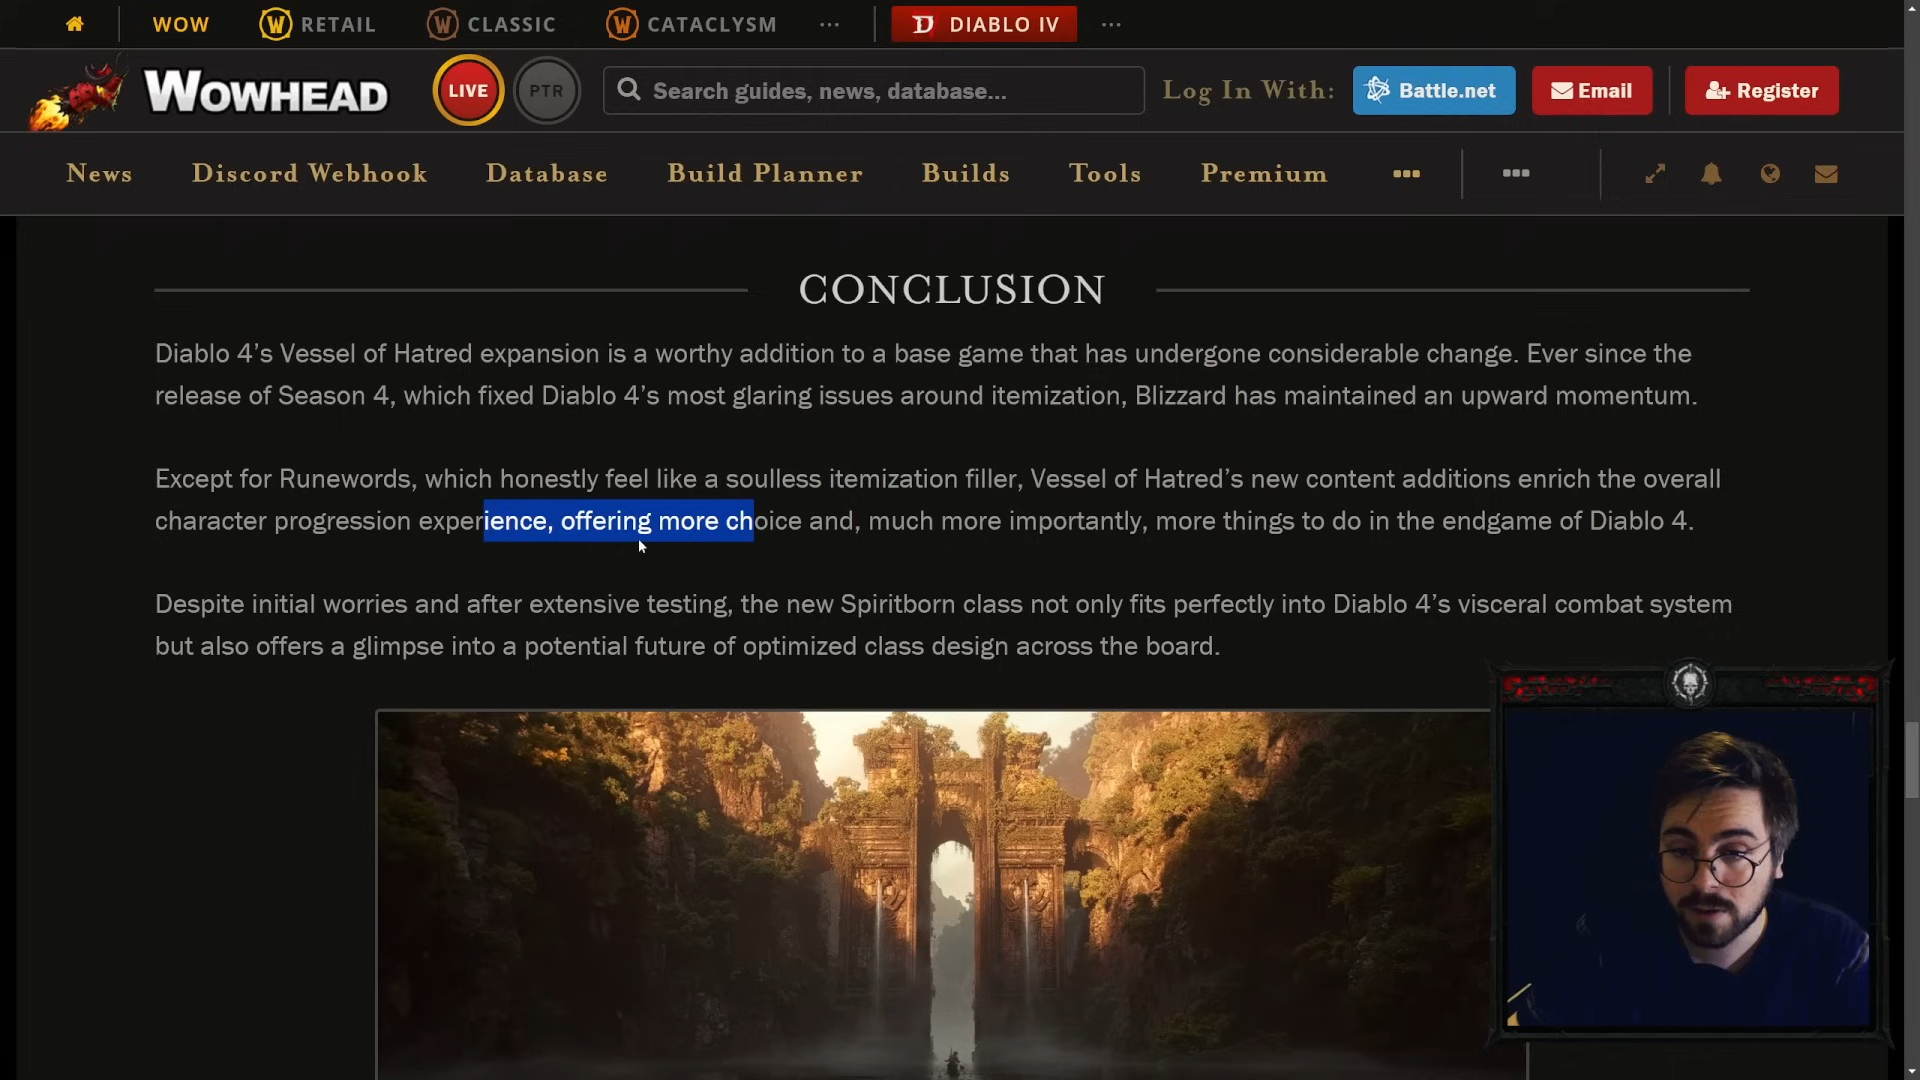 WOW RETAIL CLASSIC CATACLYSM ... DIABLO IV ...
WOWHEAD LIVE PTR Search guides, news, database... Log In With: Battle.net Email Register
News Discord Webhook Database Build Planner Builds Tools Premium ... ...
CONCLUSION
Diablo 4’s Vessel of Hatred expansion is a worthy addition to a base game that has undergone considerable change. Ever since the
release of Season 4, which fixed Diablo 4’s most glaring issues around itemization, Blizzard has maintained an upward momentum.
Except for Runewords, which honestly feel like a soulless itemization filler, Vessel of Hatred’s new content additions enrich the overall
character progression experience, offering more choice and, much more importantly, more things to do in the endgame of Diablo 4.
Despite initial worries and after extensive testing, the new Spiritborn class not only fits perfectly into Diablo 4’s visceral combat system
but also offers a glimpse into a potential future of optimized class design across the board.